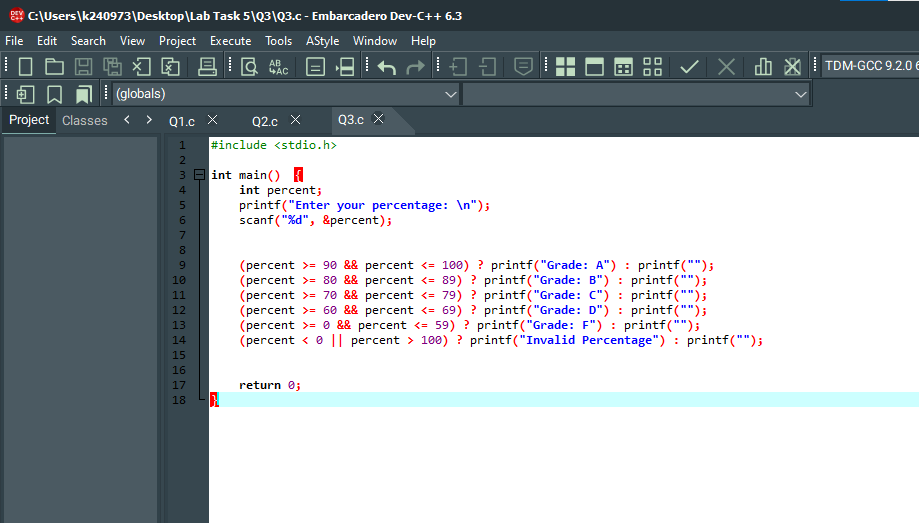 C:\Users\k240973\Desktop\Lab Task 5\Q3\Q3.c - Embarcadero Dev-C++ 6.3
File Edit Search View Project Execute Tools AStyle Window Help
TDM-GCC 9.2.0 6
(globals)
Project Classes Q1.c Q2.c Q3.c
1 #include <stdio.h>
2
3 int main() {
4 int percent;
5 printf("Enter your percentage: \n");
6 scanf("%d", &percent);
7
8
9 (percent >= 90 && percent <= 100) ? printf("Grade: A") : printf("");
10 (percent >= 80 && percent <= 89) ? printf("Grade: B") : printf("");
11 (percent >= 70 && percent <= 79) ? printf("Grade: C") : printf("");
12 (percent >= 60 && percent <= 69) ? printf("Grade: D") : printf("");
13 (percent >= 0 && percent <= 59) ? printf("Grade: F") : printf("");
14 (percent < 0 || percent > 100) ? printf("Invalid Percentage") : printf("");
15
16
17 return 0;
18 }